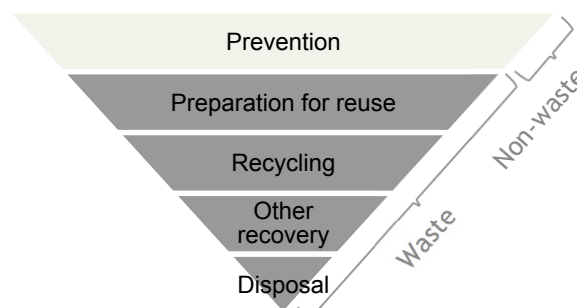 Prevention
Preparation for reuse
Recycling
Other
recovery
Disposal
Non-waste
Waste